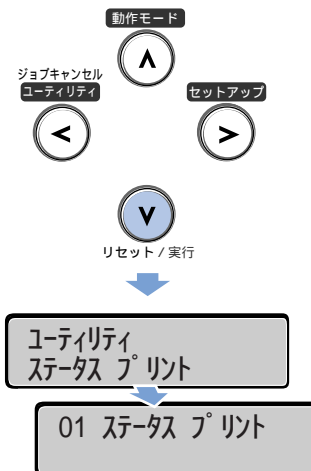 動作モード
ジョブキャンセル
ユーティリティ
セットアップ
リセット / 実行
ユーティリティ
ステータス プリント
01 ステータス プリント